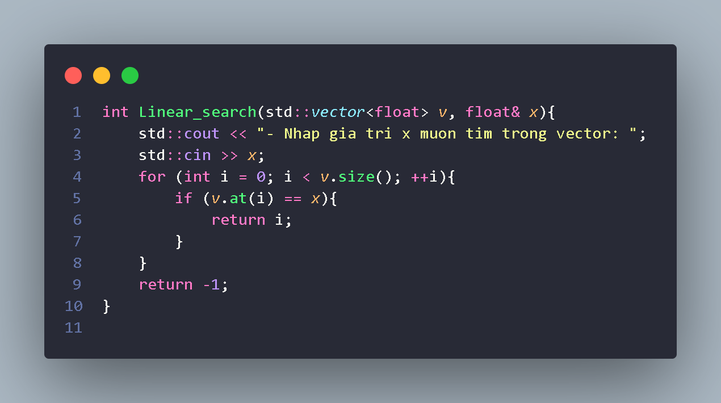 1 int Linear_search(std::vector<float> v, float& x){
2     std::cout << "- Nhap gia tri x muon tim trong vector: ";
3     std::cin >> x;
4     for (int i = 0; i < v.size(); ++i){
5         if (v.at(i) == x){
6             return i;
7         }
8     }
9     return -1;
10 }
11